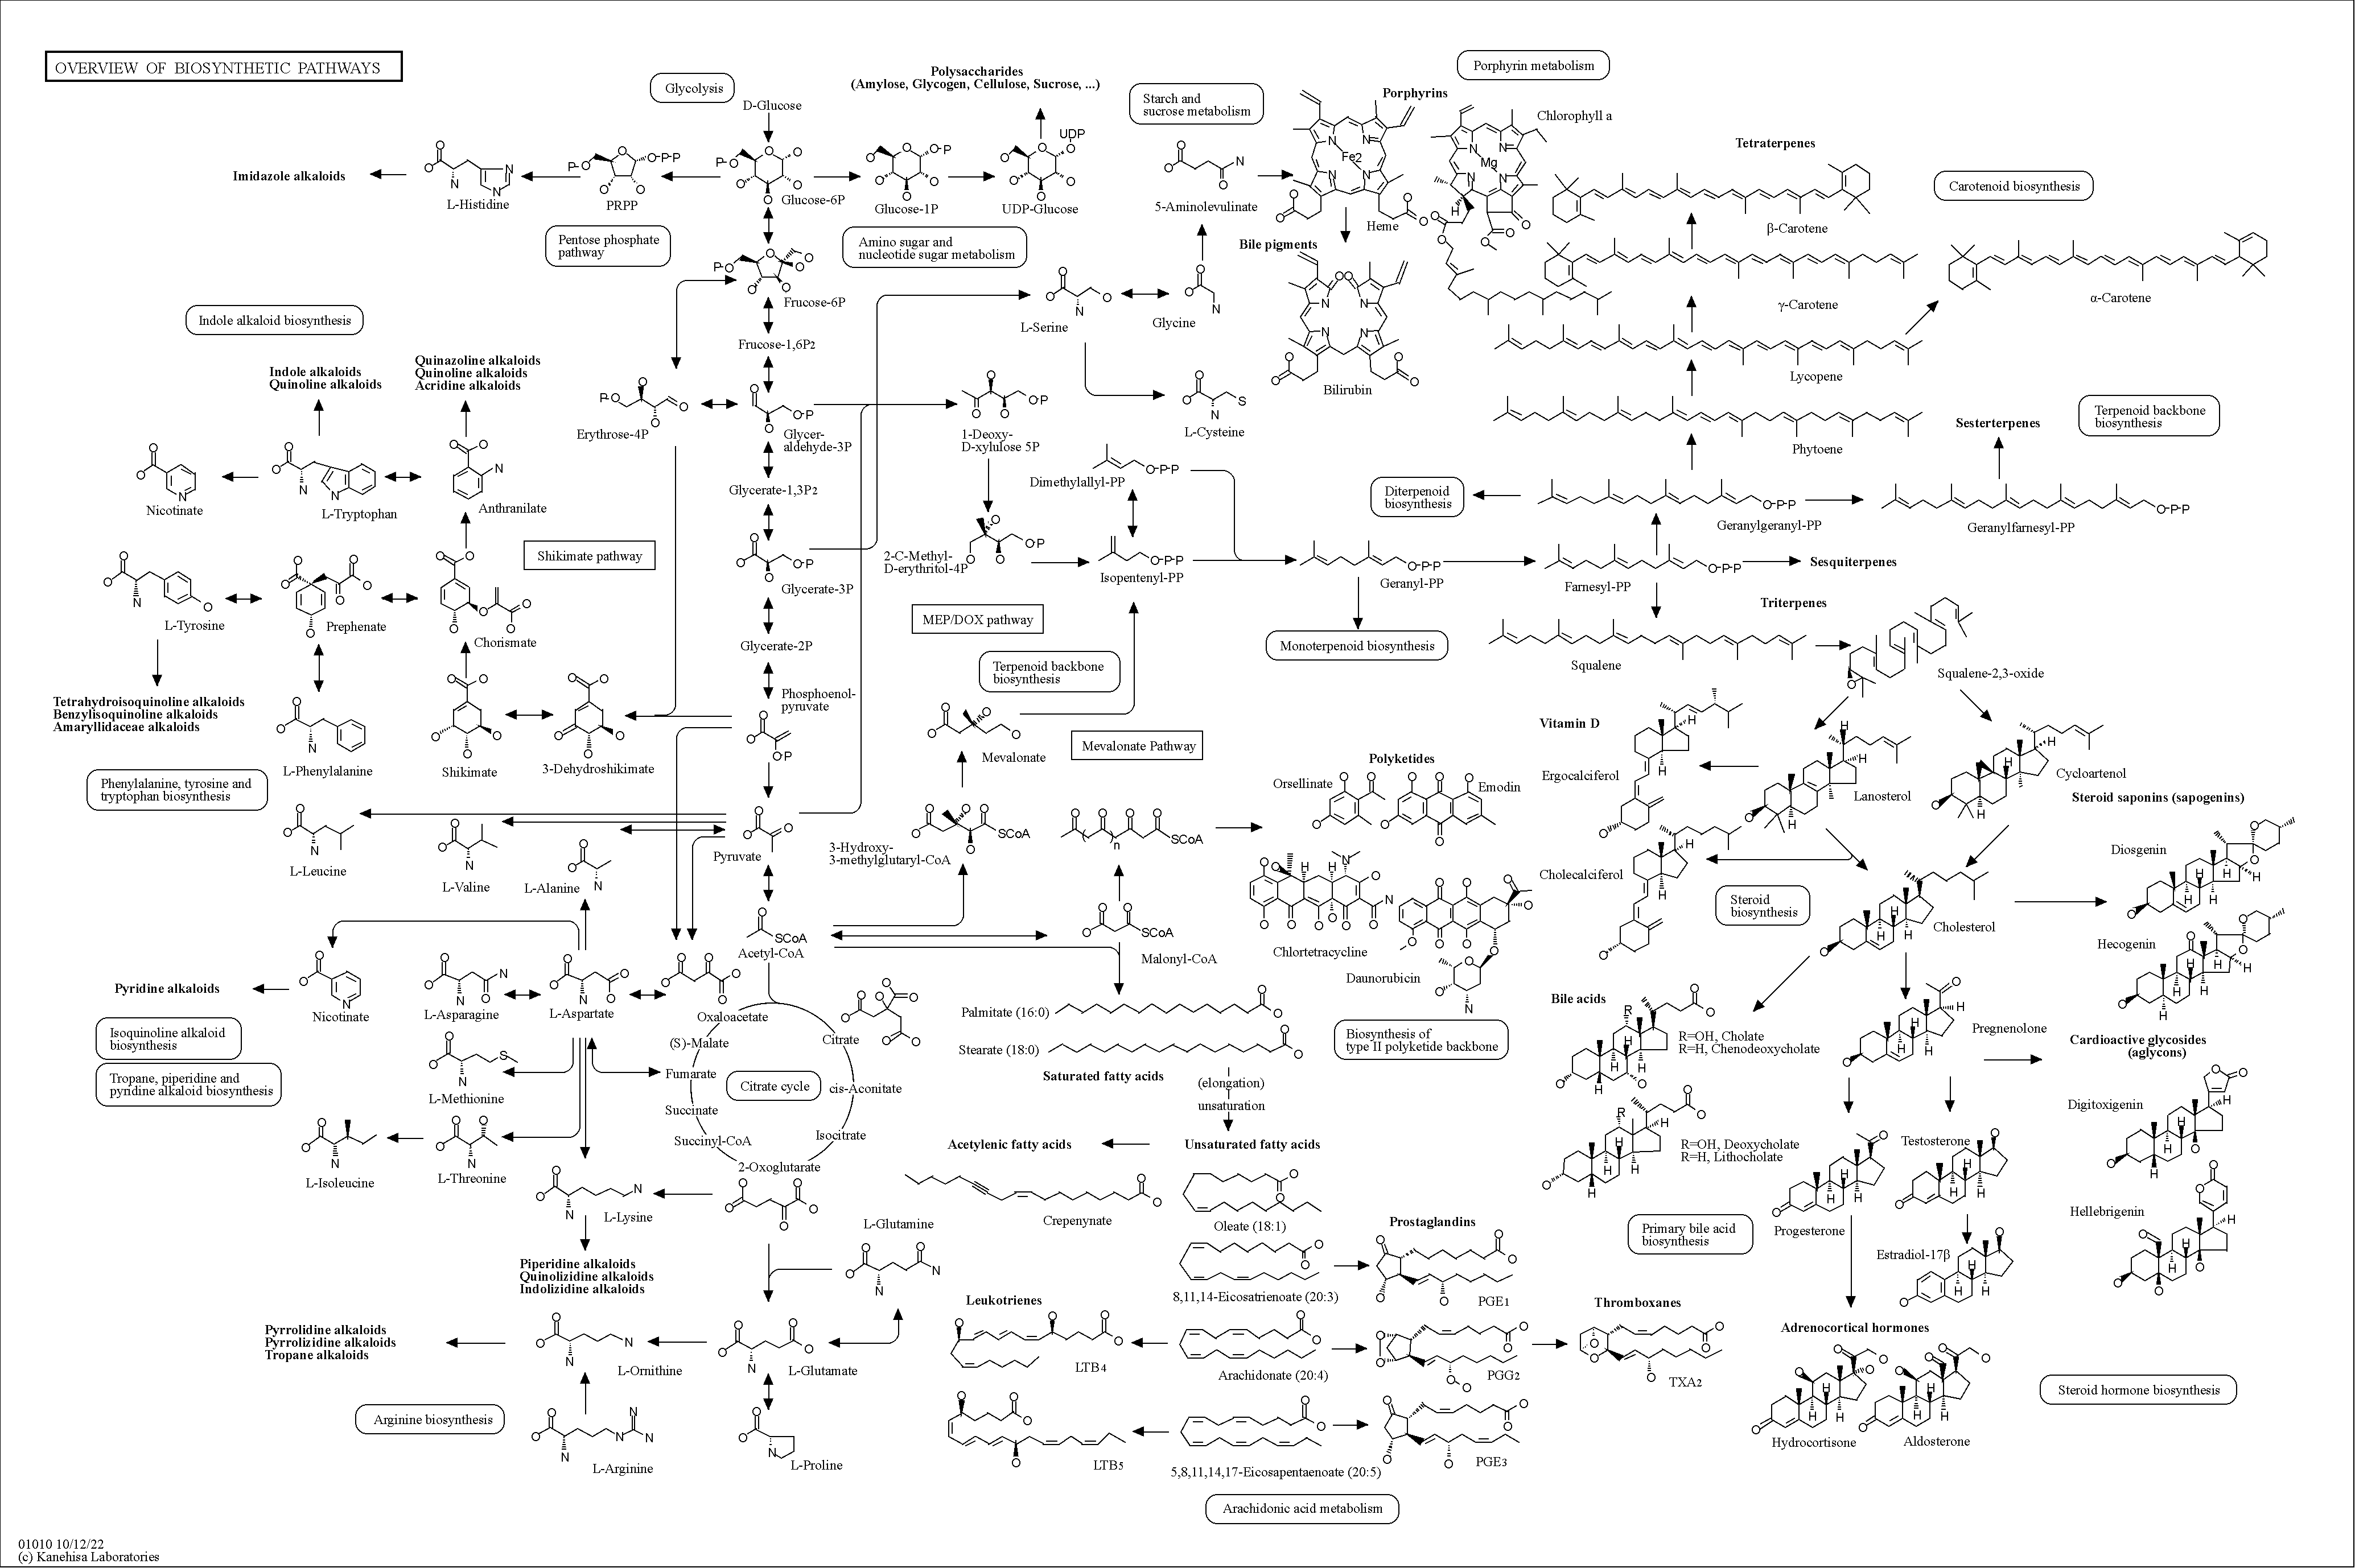 OVERVIEW OF BIOSYNTHETIC PATHWAYS
Glycolysis
D-Glucose
Polysaccharides
(Amylose, Glycogen, Cellulose, Sucrose, ...)
Starch and
sucrose metabolism
Porphyrin metabolism
Porphyrins
Chlorophyll a
Tetraterpenes
Carotenoid biosynthesis
Imidazole alkaloids
L-Histidine
PRPP
Glucose-6P
Glucose-1P
UDP
UDP-Glucose
5-Aminolevulinate
Fe2
Heme
Mg
β-Carotene
Pentose phosphate
pathway
Amino sugar and
nucleotide sugar metabolism
Bile pigments
Frucose-6P
L-Serine
Glycine
γ-Carotene
α-Carotene
Indole alkaloid biosynthesis
Frucose-1,6P2
Bilirubin
Lycopene
Indole alkaloids
Quinoline alkaloids
Quinazoline alkaloids
Quinoline alkaloids
Acridine alkaloids
Erythrose-4P
Glycer-
aldehyde-3P
1-Deoxy-
D-xylulose 5P
L-Cysteine
Phytoene
Sesterterpenes
Terpenoid backbone
biosynthesis
Nicotinate
L-Tryptophan
Anthranilate
Glycerate-1,3P2
Dimethylallyl-PP
Diterpenoid
biosynthesis
Geranylgeranyl-PP
Geranylfarnesyl-PP
Shikimate pathway
2-C-Methyl-
D-erythritol-4P
Isopentenyl-PP
Geranyl-PP
Farnesyl-PP
Sesquiterpenes
L-Tyrosine
Prephenate
Chorismate
Glycerate-3P
MEP/DOX pathway
Triterpenes
Glycerate-2P
Monoterpenoid biosynthesis
Squalene
Squalene-2,3-oxide
Terpenoid backbone
biosynthesis
Tetrahydroisoquinoline alkaloids
Benzylisoquinoline alkaloids
Amaryllidaceae alkaloids
L-Phenylalanine
Shikimate
3-Dehydroshikimate
Phosphoenol-
pyruvate
Mevalonate
Mevalonate Pathway
Vitamin D
Ergocalciferol
Lanosterol
Cycloartenol
Phenylalanine, tyrosine and
tryptophan biosynthesis
Polyketides
Orsellinate
Emodin
Steroid saponins (sapogenins)
L-Leucine
L-Valine
L-Alanine
Pyruvate
3-Hydroxy-
3-methylglutaryl-CoA
SCoA
n
SCoA
Cholecalciferol
Diosgenin
Steroid
biosynthesis
Cholesterol
Hecogenin
SCoA
Acetyl-CoA
SCoA
Malonyl-CoA
Chlortetracycline
Daunorubicin
Pyridine alkaloids
Nicotinate
L-Asparagine
L-Aspartate
Oxaloacetate
Palmitate (16:0)
Stearate (18:0)
Saturated fatty acids
Biosynthesis of
type II polyketide backbone
Bile acids
R=OH, Cholate
R=H, Chenodeoxycholate
Pregnenolone
Cardioactive glycosides
(aglycons)
Isoquinoline alkaloid
biosynthesis
Tropane, piperidine and
pyridine alkaloid biosynthesis
L-Methionine
(S)-Malate
Citrate
Fumarate
Citrate cycle
cis-Aconitate
Succinate
Isocitrate
Succinyl-CoA
2-Oxoglutarate
(elongation)
unsaturation
L-Isoleucine
L-Threonine
Acetylenic fatty acids
Unsaturated fatty acids
R=OH, Deoxycholate
R=H, Lithocholate
Testosterone
Digitoxigenin
L-Lysine
Crepenynate
Oleate (18:1)
Progesterone
Hellebrigenin
L-Glutamine
Prostaglandins
Primary bile acid
biosynthesis
Estradiol-17β
Piperidine alkaloids
Quinolizidine alkaloids
Indolizidine alkaloids
8,11,14-Eicosatrienoate (20:3)
PGE1
Leukotrienes
Thromboxanes
Pyrrolidine alkaloids
Pyrrolizidine alkaloids
Tropane alkaloids
L-Ornithine
L-Glutamate
LTB4
Arachidonate (20:4)
PGG2
TXA2
Adrenocortical hormones
Hydrocortisone
Aldosterone
Steroid hormone biosynthesis
Arginine biosynthesis
L-Arginine
L-Proline
LTB5
5,8,11,14,17-Eicosapentaenoate (20:5)
PGE3
Arachidonic acid metabolism
01010 10/12/22
(c) Kanehisa Laboratories